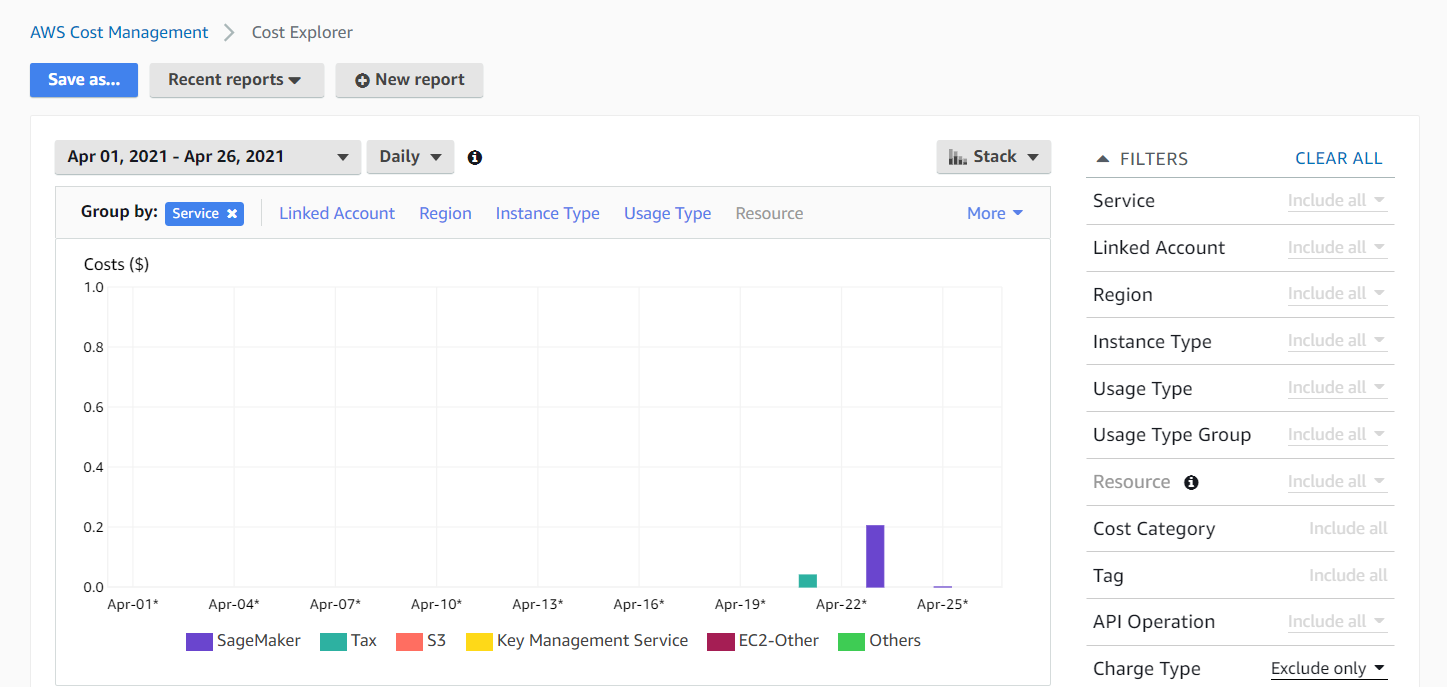 AWS Cost Management Cost Explorer
Save as... Recent reports New report
Apr 01, 2021 - Apr 26, 2021 Daily Stack
Group by: Service Linked Account Region Instance Type Usage Type Resource More
Costs ($)
1.0
0.8
0.6
0.4
0.2
0.0
Apr-01* Apr-04* Apr-07* Apr-10* Apr-13* Apr-16* Apr-19* Apr-22* Apr-25*
SageMaker Tax S3 Key Management Service EC2-Other Others
FILTERS CLEAR ALL
Service Include all
Linked Account Include all
Region Include all
Instance Type Include all
Usage Type Include all
Usage Type Group Include all
Resource Include all
Cost Category Include all
Tag Include all
API Operation Include all
Charge Type Exclude only